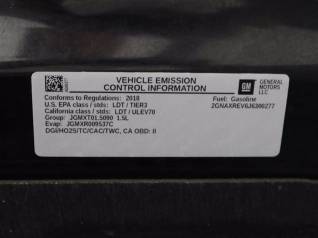 VEHICLE EMISSION
CONTROL INFORMATION
GM
GENERAL
MOTORS
LLC
Conforms to Regulations: 2018
U.S. EPA class / stds: LDT / TIER3
California class / stds: LDT / ULEV70
Group: JGMXT01.5090 1.5L
Evap: JGMXR009537C
DGI/HO2S/TC/CAC/TWC, CA OBD: II
Fuel: Gasoline
2GNAXREV6J6300277